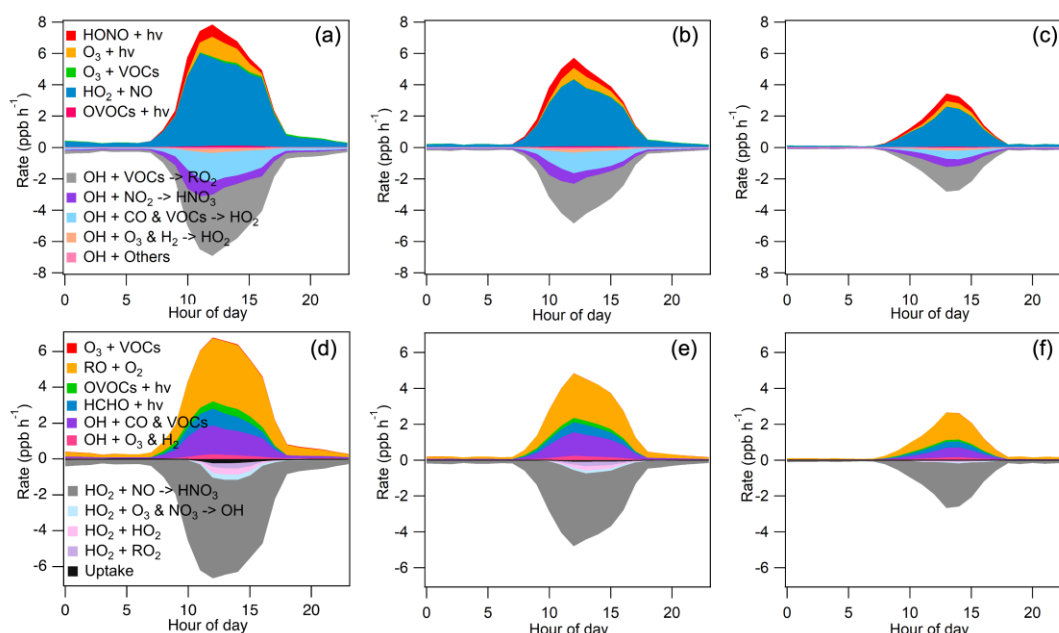 (a)
(b)
(c)
8
6
4
2
0
-2
-4
-6
-8
Rate (ppb h⁻¹)
HONO + hv
O₃ + hv
O₃ + VOCs
HO₂ + NO
OVOCs + hv
OH + VOCs -> RO₂
OH + NO₂ -> HNO₃
OH + CO & VOCs -> HO₂
OH + O₃ & H₂ -> HO₂
OH + Others
0 5 10 15 20
Hour of day
8
6
4
2
0
-2
-4
-6
-8
Rate (ppb h⁻¹)
0 5 10 15 20
Hour of day
8
6
4
2
0
-2
-4
-6
-8
Rate (ppb h⁻¹)
0 5 10 15 20
Hour of day
(d)
(e)
(f)
6
4
2
0
-2
-4
-6
Rate (ppb h⁻¹)
O₃ + VOCs
RO + O₂
OVOCs + hv
HCHO + hv
OH + CO & VOCs
OH + O₃ & H₂
HO₂ + NO -> HNO₃
HO₂ + O₃ & NO₃ -> OH
HO₂ + HO₂
HO₂ + RO₂
Uptake
0 5 10 15 20
Hour of day
6
4
2
0
-2
-4
-6
Rate (ppb h⁻¹)
0 5 10 15 20
Hour of day
6
4
2
0
-2
-4
-6
Rate (ppb h⁻¹)
0 5 10 15 20
Hour of day